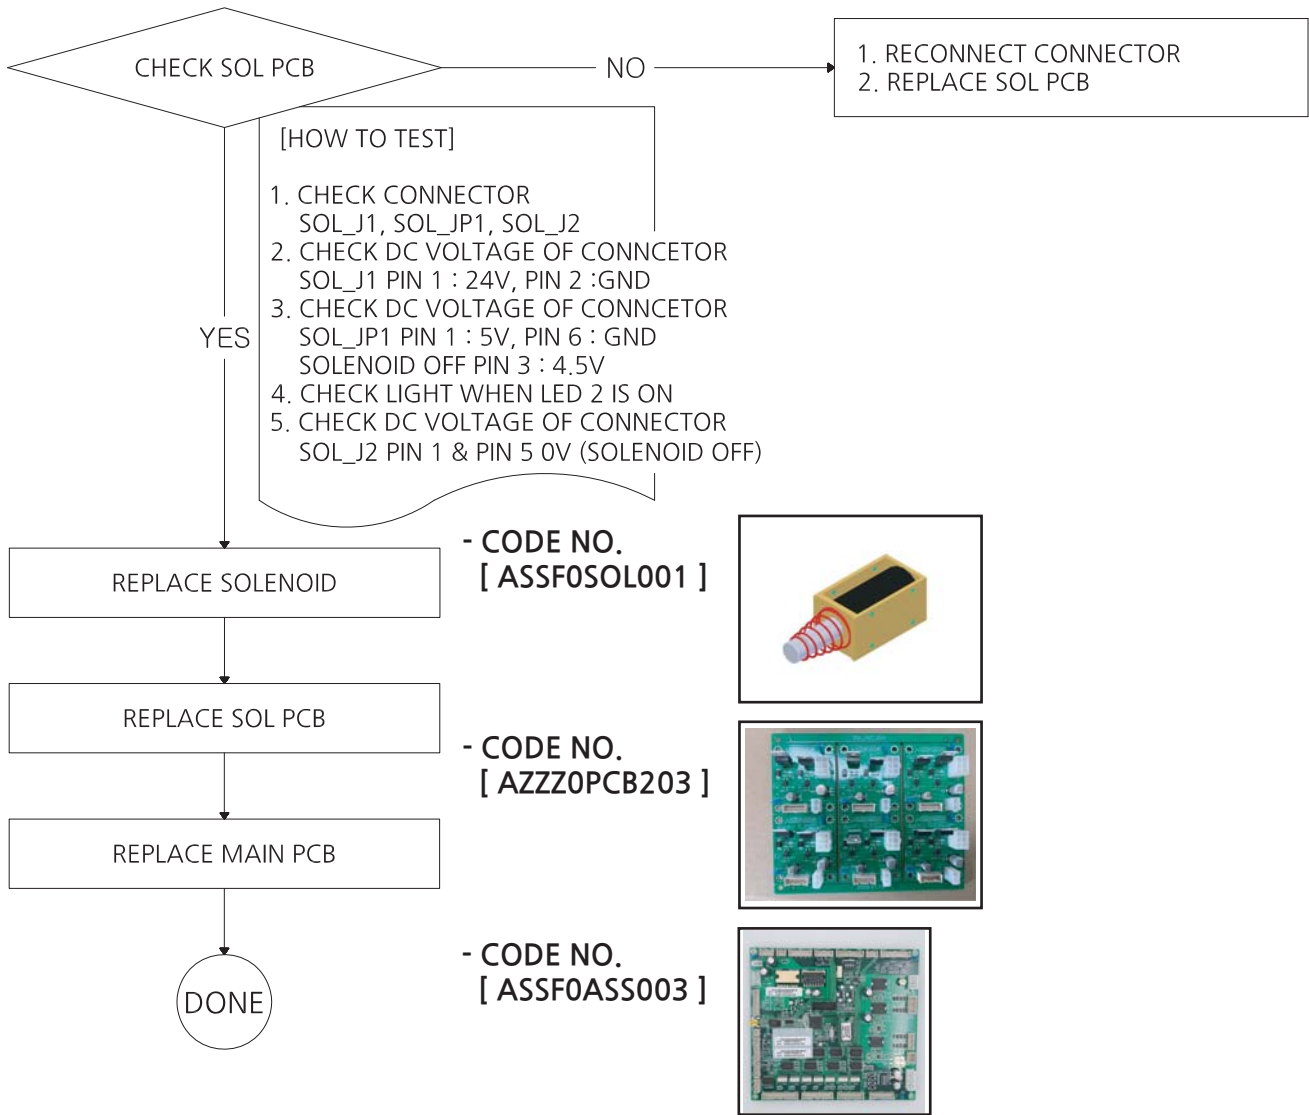 CHECK SOL PCB
NO
1. RECONNECT CONNECTOR
2. REPLACE SOL PCB
[HOW TO TEST]
1. CHECK CONNECTOR
SOL_J1, SOL_JP1, SOL_J2
2. CHECK DC VOLTAGE OF CONNCETOR
SOL_J1 PIN 1 : 24V, PIN 2 :GND
3. CHECK DC VOLTAGE OF CONNCETOR
SOL_JP1 PIN 1 : 5V, PIN 6 : GND
SOLENOID OFF PIN 3 : 4.5V
4. CHECK LIGHT WHEN LED 2 IS ON
5. CHECK DC VOLTAGE OF CONNECTOR
SOL_J2 PIN 1 & PIN 5 0V (SOLENOID OFF)
YES
REPLACE SOLENOID
- CODE NO.
[ ASSF0SOL001 ]
REPLACE SOL PCB
- CODE NO.
[ AZZZ0PCB203 ]
REPLACE MAIN PCB
- CODE NO.
[ ASSF0ASS003 ]
DONE